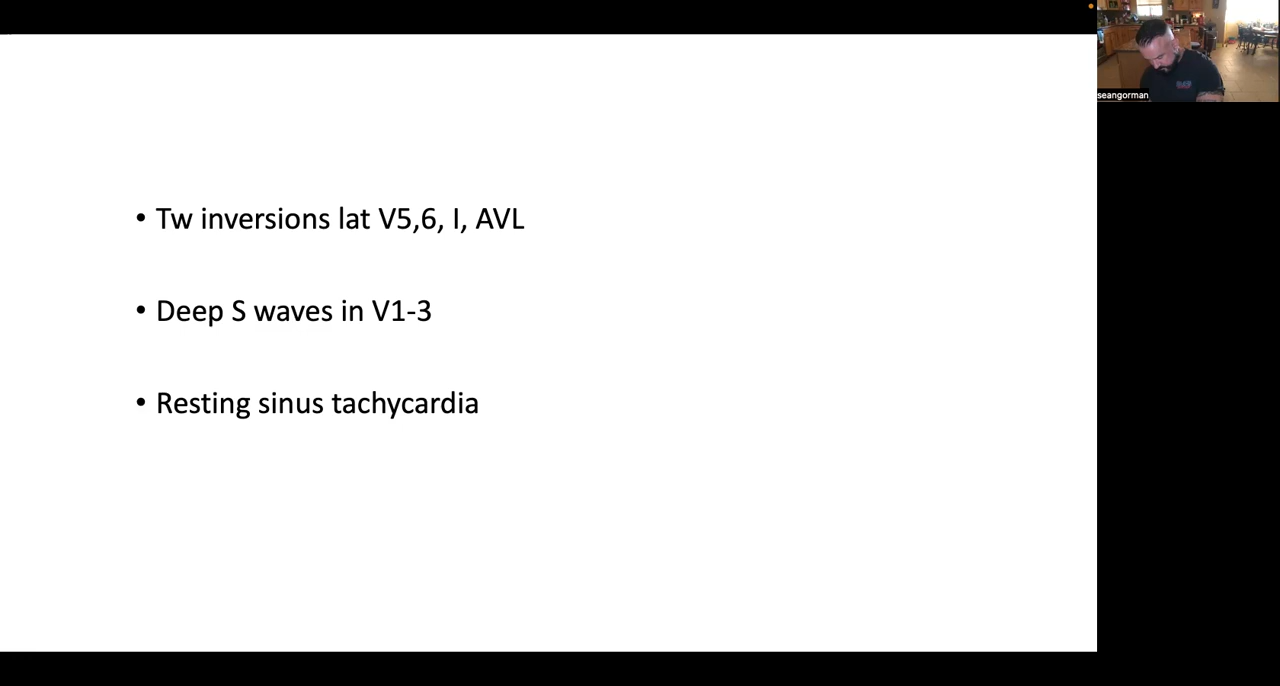 • Tw inversions lat V5,6, I, AVL
• Deep S waves in V1-3
• Resting sinus tachycardia
seangorman